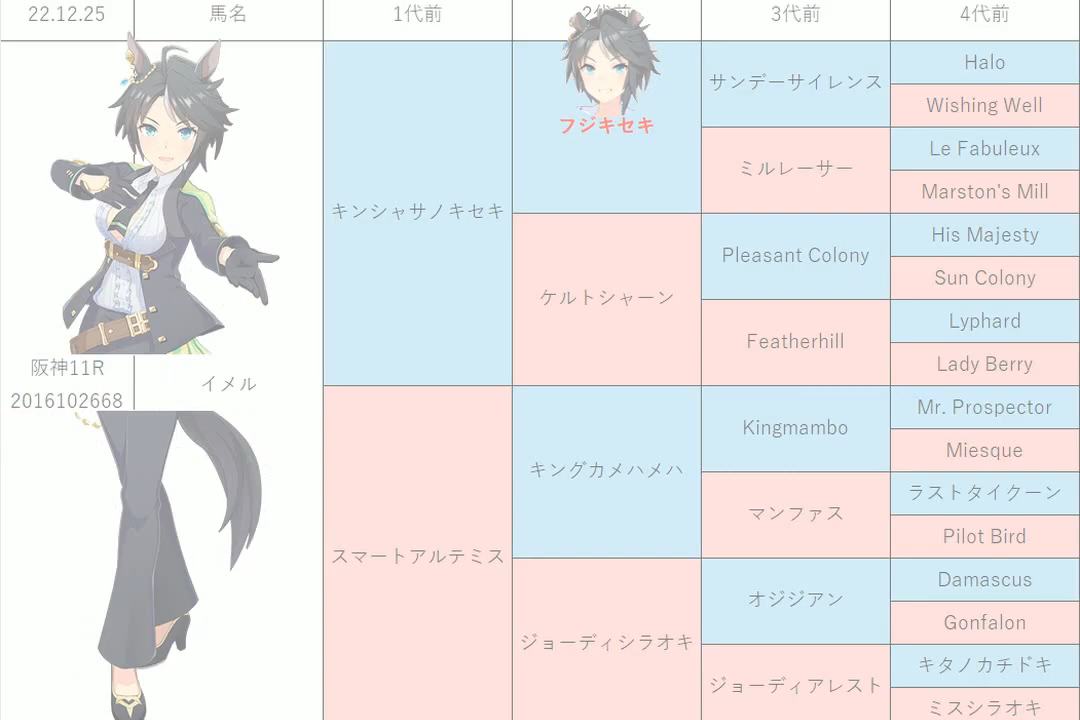 22.12.25 馬名 1代前 2代前 3代前 4代前
フジキセキ
サンデーサイレンス
Halo
Wishing Well
ミルレーサー
Le Fabuleux
Marston's Mill
キンシャサノキセキ
ケルトシャーン
Pleasant Colony
His Majesty
Sun Colony
Featherhill
Lyphard
Lady Berry
阪神11R
2016102668
イメル
スマートアルテミス
キングカメハメハ
Kingmambo
Mr. Prospector
Miesque
マンファス
ラストタイクーン
Pilot Bird
ジョーディシラオキ
オジジアン
Damascus
Gonfalon
ジョーディアレスト
キタノカチドキ
ミスシラオキ